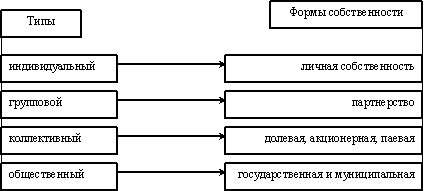 Типы
Формы собственности
индивидуальный
личная собственность
групповой
партнерство
коллективный
долевая, акционерная, паевая
общественный
государственная и муниципальная